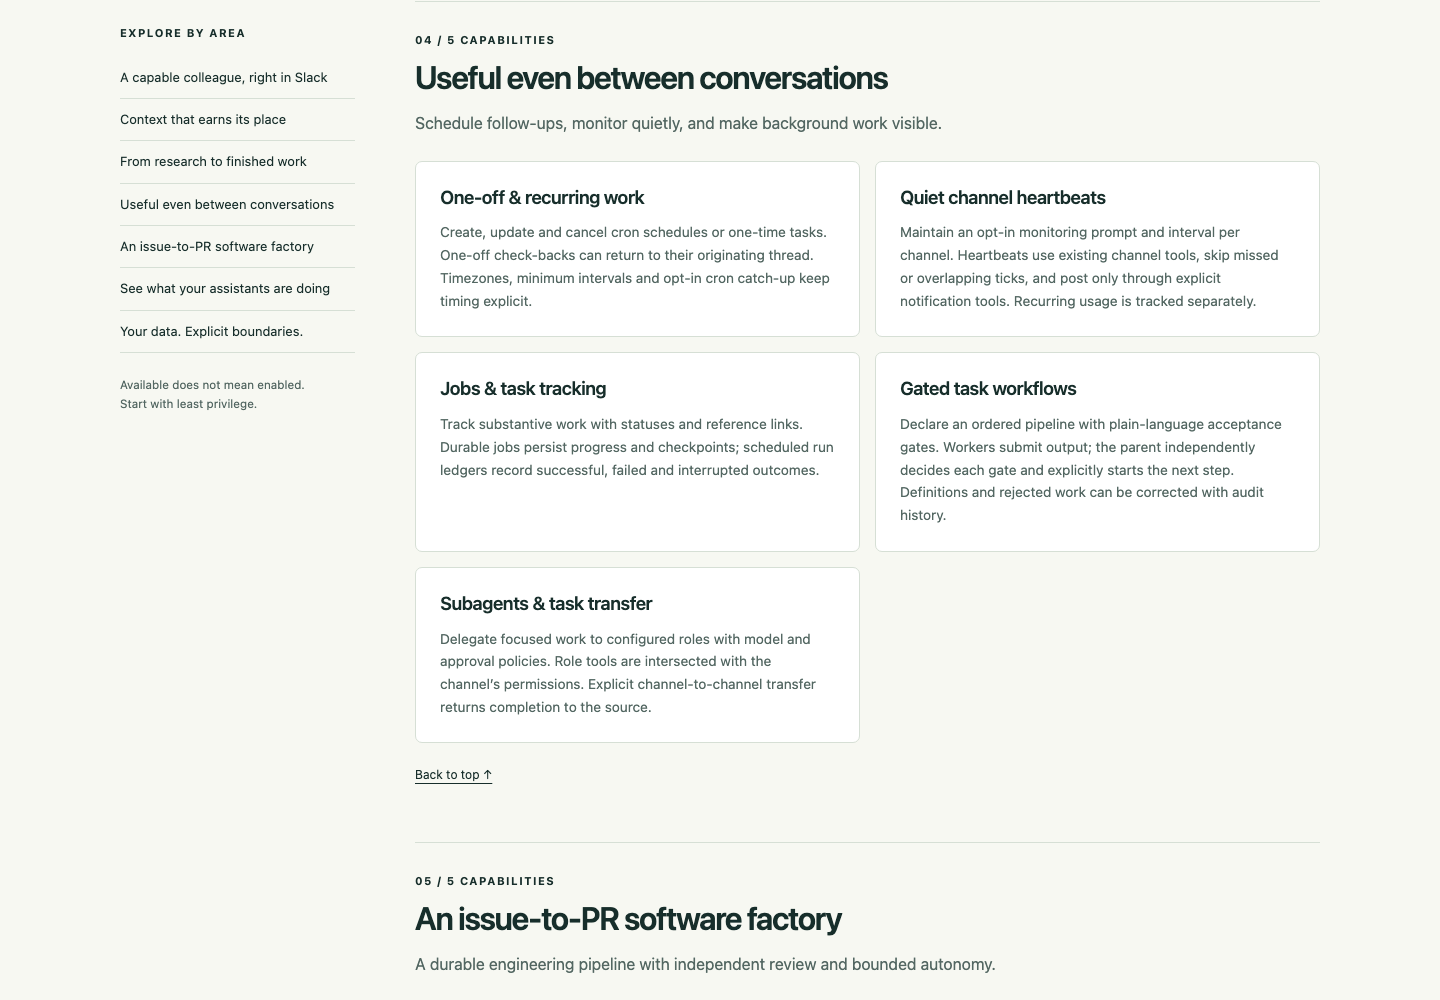 EXPLORE BY AREA
A capable colleague, right in Slack
Context that earns its place
From research to finished work
Useful even between conversations
An issue-to-PR software factory
See what your assistants are doing
Your data. Explicit boundaries.
Available does not mean enabled.
Start with least privilege.
04 / 5 CAPABILITIES
Useful even between conversations
Schedule follow-ups, monitor quietly, and make background work visible.
One-off & recurring work
Create, update and cancel cron schedules or one-time tasks.
One-off check-backs can return to their originating thread.
Timezones, minimum intervals and opt-in cron catch-up keep
timing explicit.
Quiet channel heartbeats
Maintain an opt-in monitoring prompt and interval per
channel. Heartbeats use existing channel tools, skip missed
or overlapping ticks, and post only through explicit
notification tools. Recurring usage is tracked separately.
Jobs & task tracking
Track substantive work with statuses and reference links.
Durable jobs persist progress and checkpoints; scheduled run
ledgers record successful, failed and interrupted outcomes.
Gated task workflows
Declare an ordered pipeline with plain-language acceptance
gates. Workers submit output; the parent independently
decides each gate and explicitly starts the next step.
Definitions and rejected work can be corrected with audit
history.
Subagents & task transfer
Delegate focused work to configured roles with model and
approval policies. Role tools are intersected with the
channel's permissions. Explicit channel-to-channel transfer
returns completion to the source.
Back to top ↑
05 / 5 CAPABILITIES
An issue-to-PR software factory
A durable engineering pipeline with independent review and bounded autonomy.